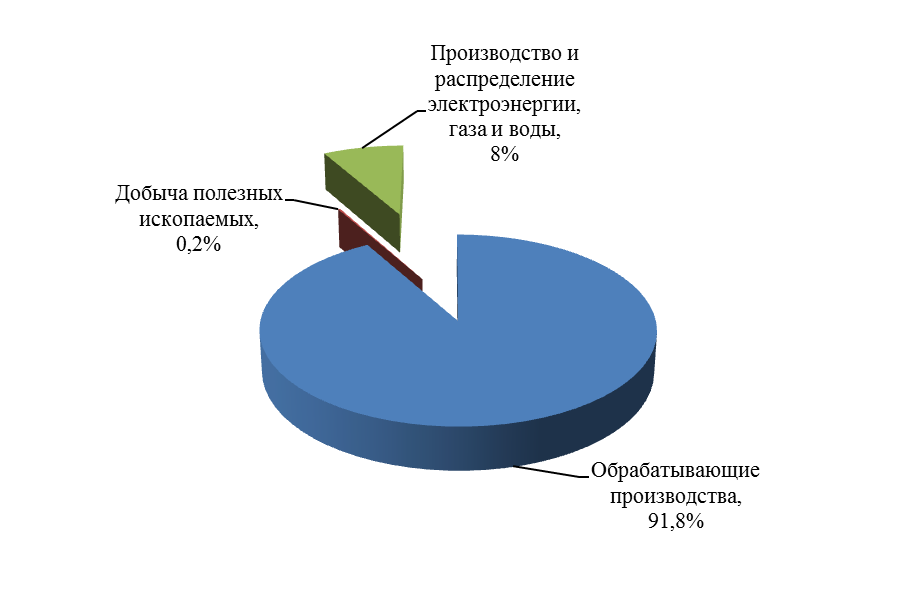 Производство и
распределение
электроэнергии,
газа и воды,
8%
Добыча полезных
ископаемых,
0,2%
Обрабатывающие
производства,
91,8%